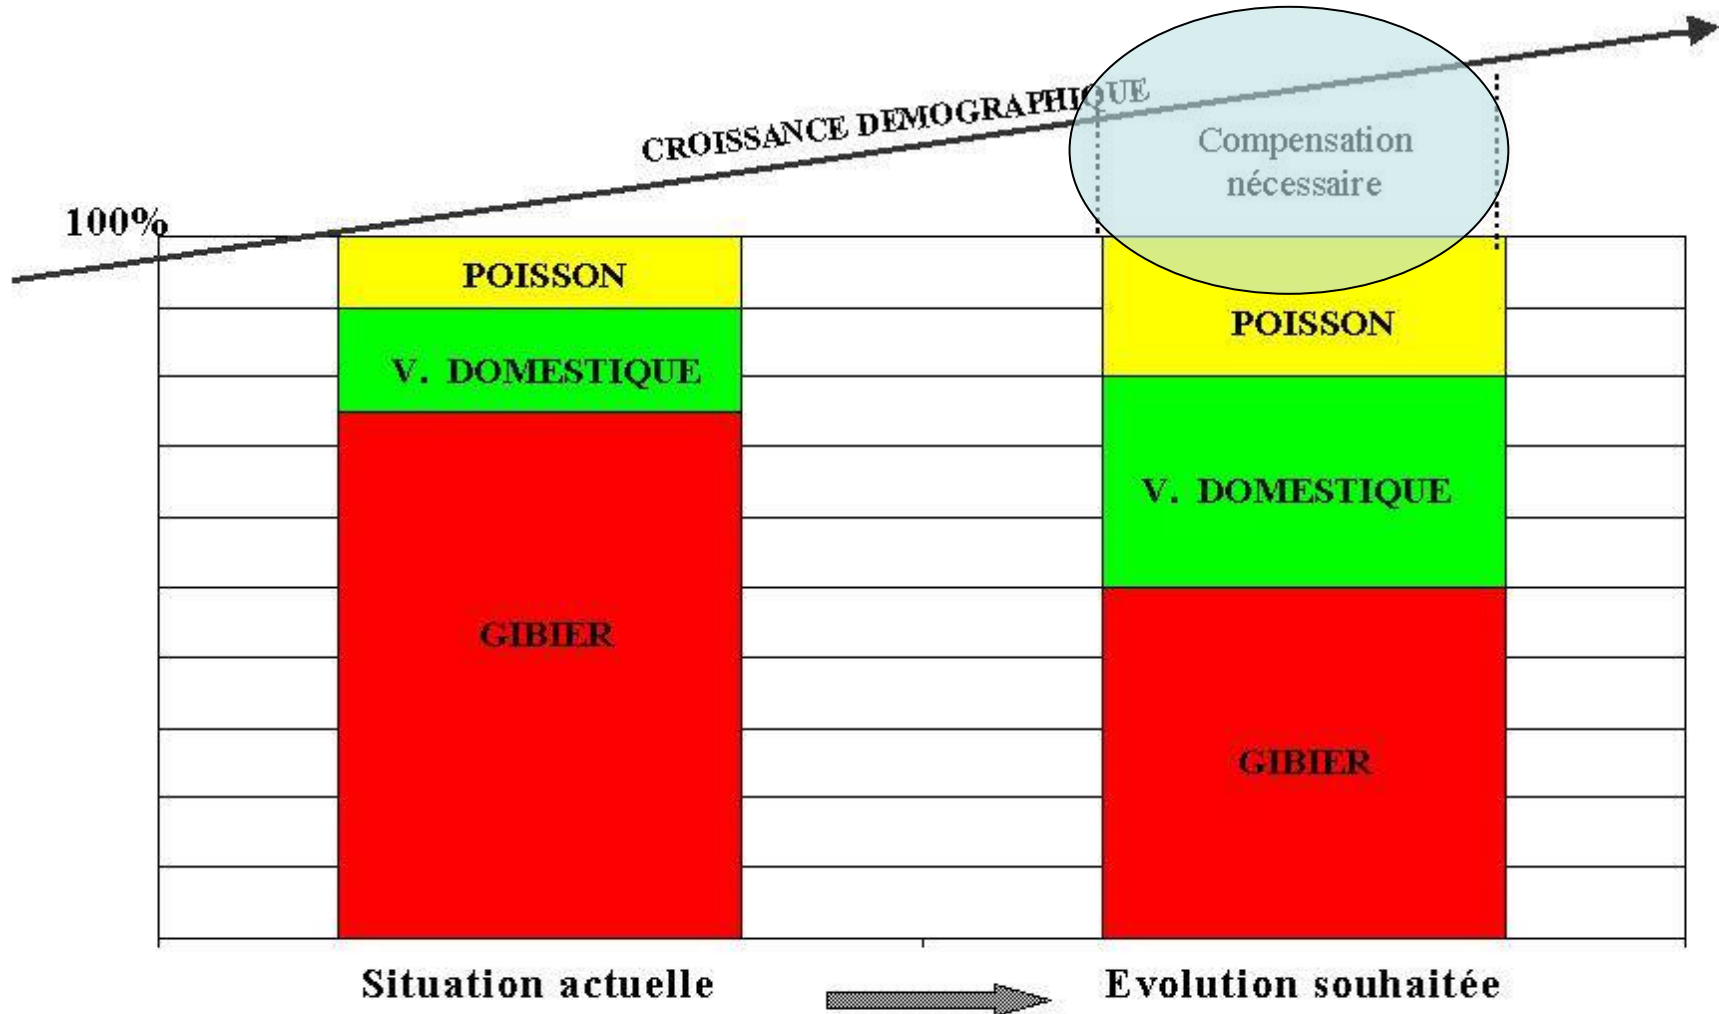 CROISSANCE DEMOGRAPHIQUE
Compensation
nécessaire
100%
POISSON
V. DOMESTIQUE
GIBIER
POISSON
V. DOMESTIQUE
GIBIER
Situation actuelle
Evolution souhaitée